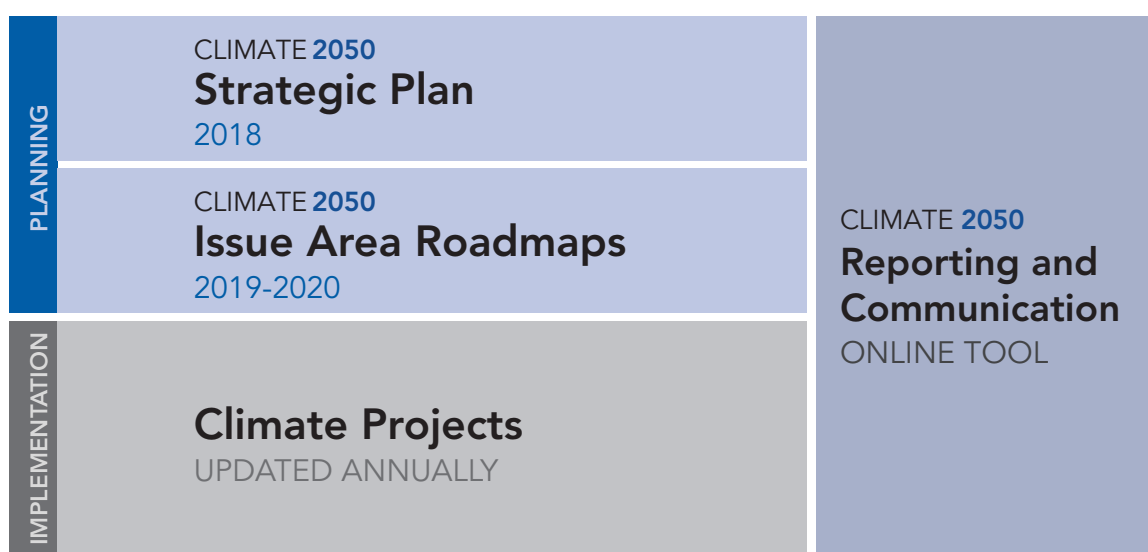 PLANNING
CLIMATE 2050
Strategic Plan
2018
CLIMATE 2050
Issue Area Roadmaps
2019-2020
IMPLEMENTATION
Climate Projects
UPDATED ANNUALLY
CLIMATE 2050
Reporting and
Communication
ONLINE TOOL